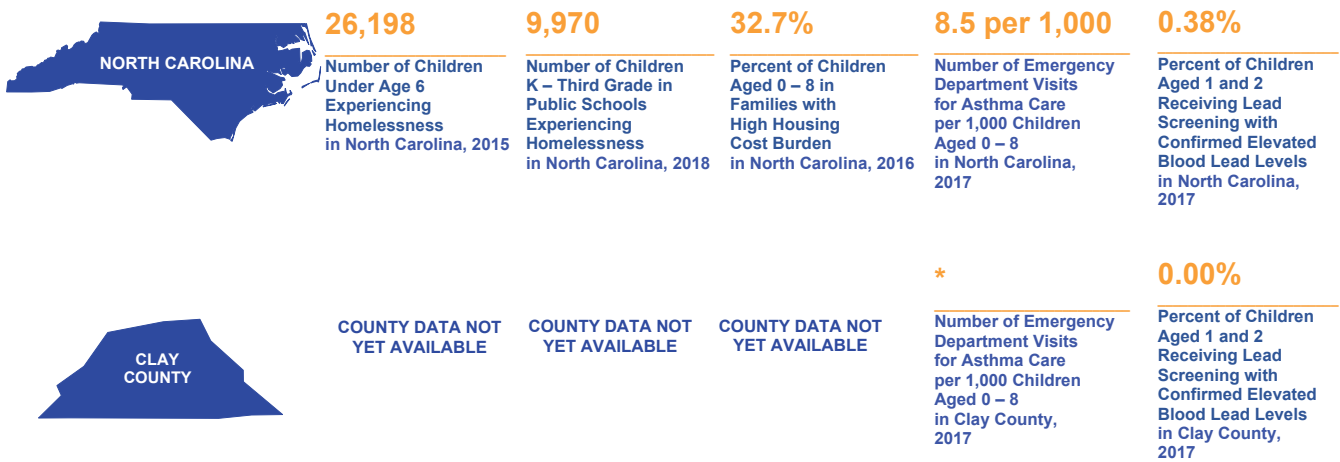 NORTH CAROLINA
26,198
Number of Children
Under Age 6
Experiencing
Homelessness
in North Carolina, 2015
9,970
Number of Children
K – Third Grade in
Public Schools
Experiencing
Homelessness
in North Carolina, 2018
32.7%
Percent of Children
Aged 0 – 8 in
Families with
High Housing
Cost Burden
in North Carolina, 2016
8.5 per 1,000
Number of Emergency
Department Visits
for Asthma Care
per 1,000 Children
Aged 0 – 8
in North Carolina,
2017
0.38%
Percent of Children
Aged 1 and 2
Receiving Lead
Screening with
Confirmed Elevated
Blood Lead Levels
in North Carolina,
2017
CLAY
COUNTY
COUNTY DATA NOT
YET AVAILABLE
COUNTY DATA NOT
YET AVAILABLE
COUNTY DATA NOT
YET AVAILABLE
*
Number of Emergency
Department Visits
for Asthma Care
per 1,000 Children
Aged 0 – 8
in Clay County,
2017
0.00%
Percent of Children
Aged 1 and 2
Receiving Lead
Screening with
Confirmed Elevated
Blood Lead Levels
in Clay County,
2017